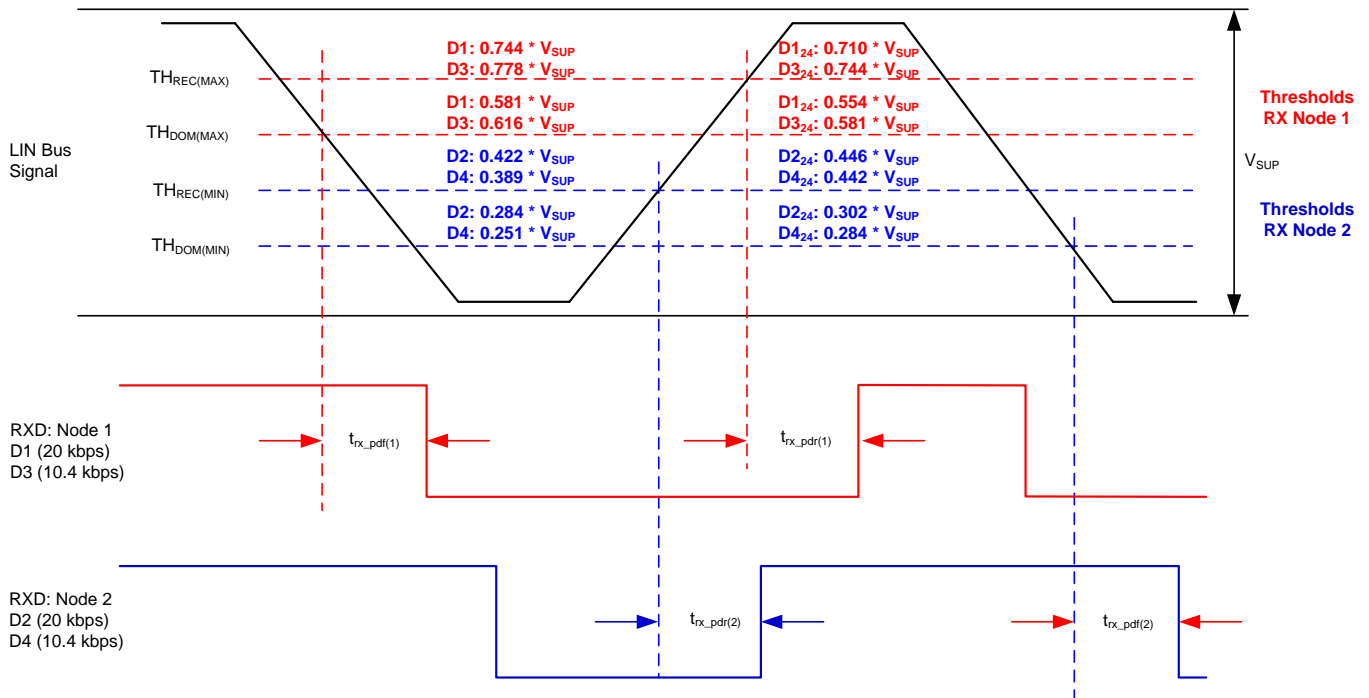 D1: 0.744 * VSUP
D3: 0.778 * VSUP
D124: 0.710 * VSUP
D324: 0.744 * VSUP
THREC(MAX)
Thresholds
RX Node 1
D1: 0.581 * VSUP
D3: 0.616 * VSUP
D124: 0.554 * VSUP
D324: 0.581 * VSUP
THDOM(MAX)
LIN Bus
Signal
VSUP
D2: 0.422 * VSUP
D4: 0.389 * VSUP
D224: 0.446 * VSUP
D424: 0.442 * VSUP
THREC(MIN)
Thresholds
RX Node 2
D2: 0.284 * VSUP
D4: 0.251 * VSUP
D224: 0.302 * VSUP
D424: 0.284 * VSUP
THDOM(MIN)
RXD: Node 1
D1 (20 kbps)
D3 (10.4 kbps)
trx_pdf(1)
trx_pdr(1)
RXD: Node 2
D2 (20 kbps)
D4 (10.4 kbps)
trx_pdr(2)
trx_pdf(2)